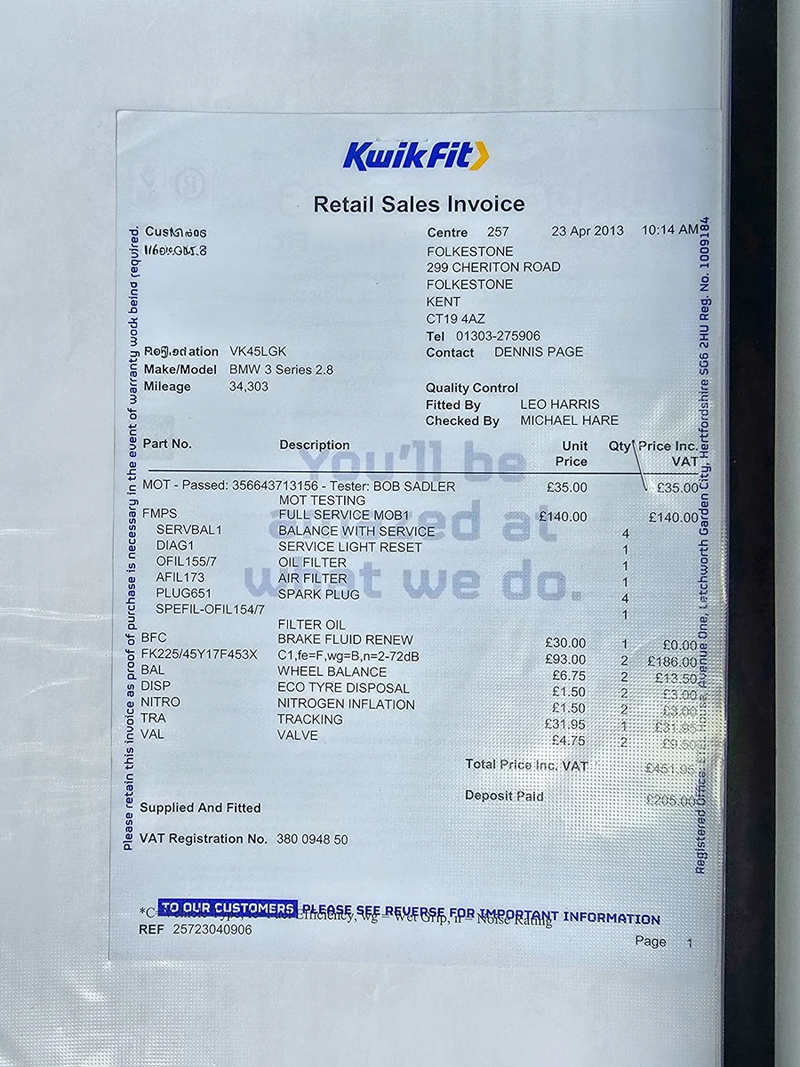 KwikFit
Retail Sales Invoice
Centre 257 23 Apr 2013 10:14 AM
FOLKESTONE
299 CHERITON ROAD
FOLKESTONE
KENT
CT19 4AZ
Tel 01303-275906
Contact DENNIS PAGE
VK45LGK
Make/Model BMW 3 Series 2.8
Mileage 34,303
Quality Control
Fitted By LEO HARRIS
Checked By MICHAEL HARE
Part No. Description Unit Price Qty Price Inc. VAT
MOT - Passed: 356643713156 - Tester: BOB SADLER £35.00 £35.00
MOT TESTING
FMPS FULL SERVICE MOB1 £140.00 £140.00
SERVBAL1 BALANCE WITH SERVICE 4
DIAG1 SERVICE LIGHT RESET 1
OFIL155/7 OIL FILTER 1
AFIL173 AIR FILTER 1
PLUG651 SPARK PLUG 4
SPEFIL-OFIL154/7 1
FILTER OIL
BFC BRAKE FLUID RENEW £30.00 1 £0.00
FK225/45Y17F453X C1,fe=F,wg=B,n=2-72dB £93.00 2 £186.00
BAL WHEEL BALANCE £6.75 2 £13.50
DISP ECO TYRE DISPOSAL £1.50 2 £3.00
NITRO NITROGEN INFLATION £1.50 2 £3.00
TRA TRACKING £31.95 1 £31.95
VAL VALVE £4.75 2 £9.50
Total Price Inc. VAT £451.95
Deposit Paid £205.00
Supplied And Fitted
VAT Registration No. 380 0948 50
TO OUR CUSTOMERS PLEASE SEE REVERSE FOR IMPORTANT INFORMATION
Efficiency, wg = Wet Grip, n = Noise Rating
REF 25723040906
Page 1
You'll be
amazed at
what we do.
Please retain this invoice as proof of purchase is necessary in the event of warranty work being required.
Registered Office: Avenue One, Letchworth Garden City, Hertfordshire SG6 2HU Reg. No. 1009184